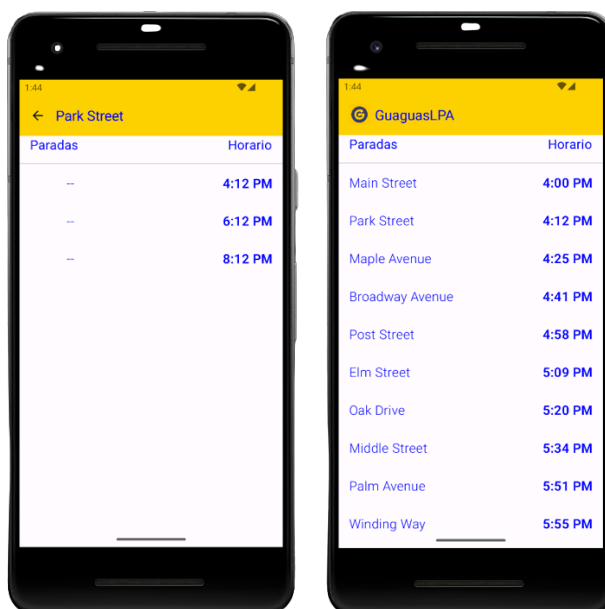 1:44
Park Street
Paradas Horario
-- 4:12 PM
-- 6:12 PM
-- 8:12 PM
1:44
GuaguasLPA
Paradas Horario
Main Street 4:00 PM
Park Street 4:12 PM
Maple Avenue 4:25 PM
Broadway Avenue 4:41 PM
Post Street 4:58 PM
Elm Street 5:09 PM
Oak Drive 5:20 PM
Middle Street 5:34 PM
Palm Avenue 5:51 PM
Winding Way 5:55 PM